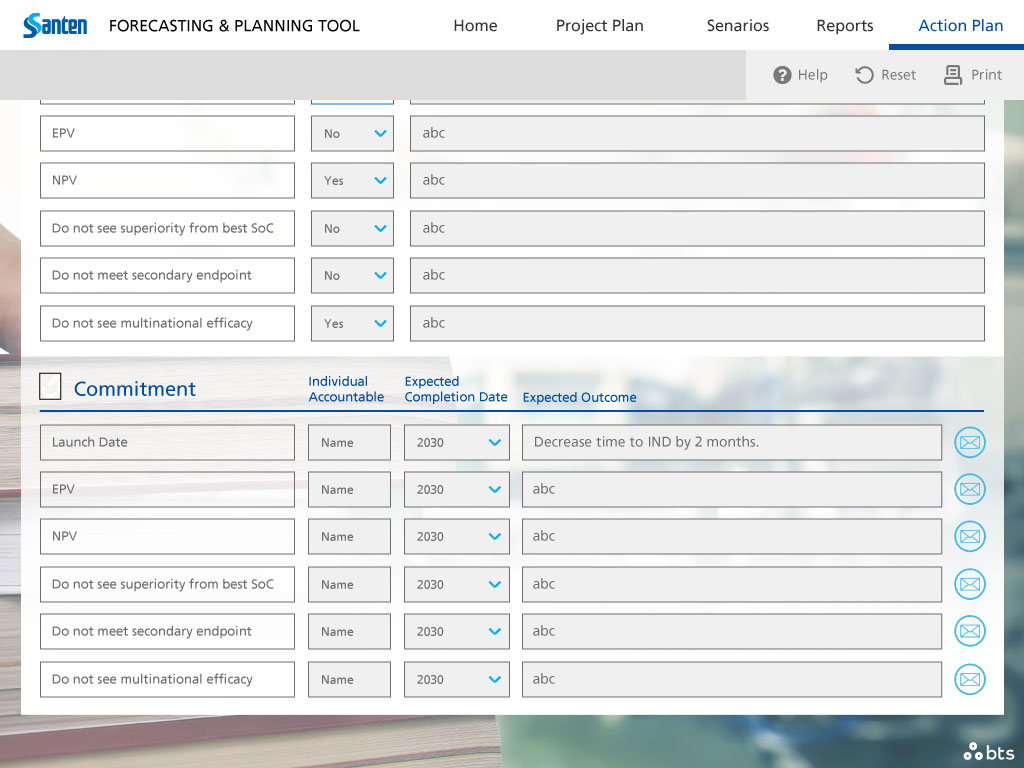 Santen
FORECASTING & PLANNING TOOL
Home
Project Plan
Senarios
Reports
Action Plan
? Help
Reset
Print
EPV
No
abc
NPV
Yes
abc
Do not see superiority from best SoC
No
abc
Do not meet secondary endpoint
No
abc
Do not see multinational efficacy
Yes
abc
Commitment
Individual
Accountable
Expected
Completion Date
Expected Outcome
Launch Date
Name
2030
Decrease time to IND by 2 months.
EPV
Name
2030
abc
NPV
Name
2030
abc
Do not see superiority from best SoC
Name
2030
abc
Do not meet secondary endpoint
Name
2030
abc
Do not see multinational efficacy
Name
2030
abc
bts